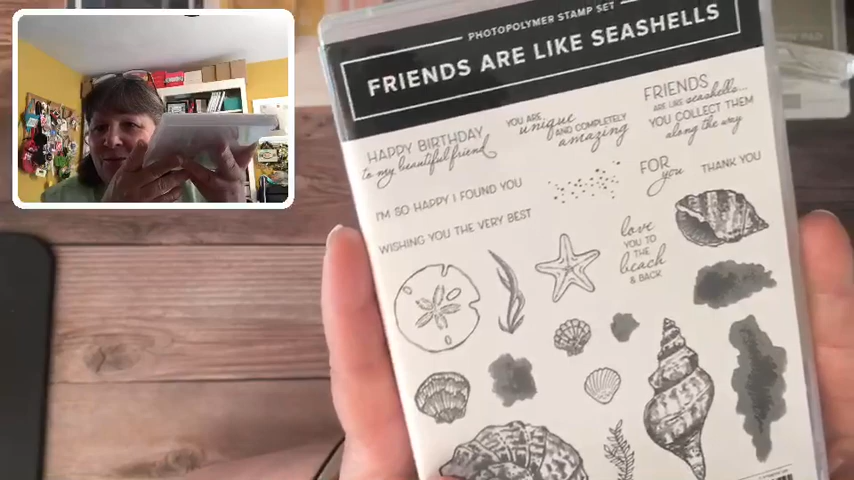 PHOTOPOLYMER STAMP SET
FRIENDS ARE LIKE SEASHELLS
HAPPY BIRTHDAY
to my beautiful friend
YOU ARE
unique
AND COMPLETELY
amazing
FRIENDS
ARE LIKE seashells...
YOU COLLECT THEM
along the way
I'M SO HAPPY I FOUND YOU
FOR
you
THANK YOU
WISHING YOU THE VERY BEST
love
YOU TO
THE
beach
& BACK